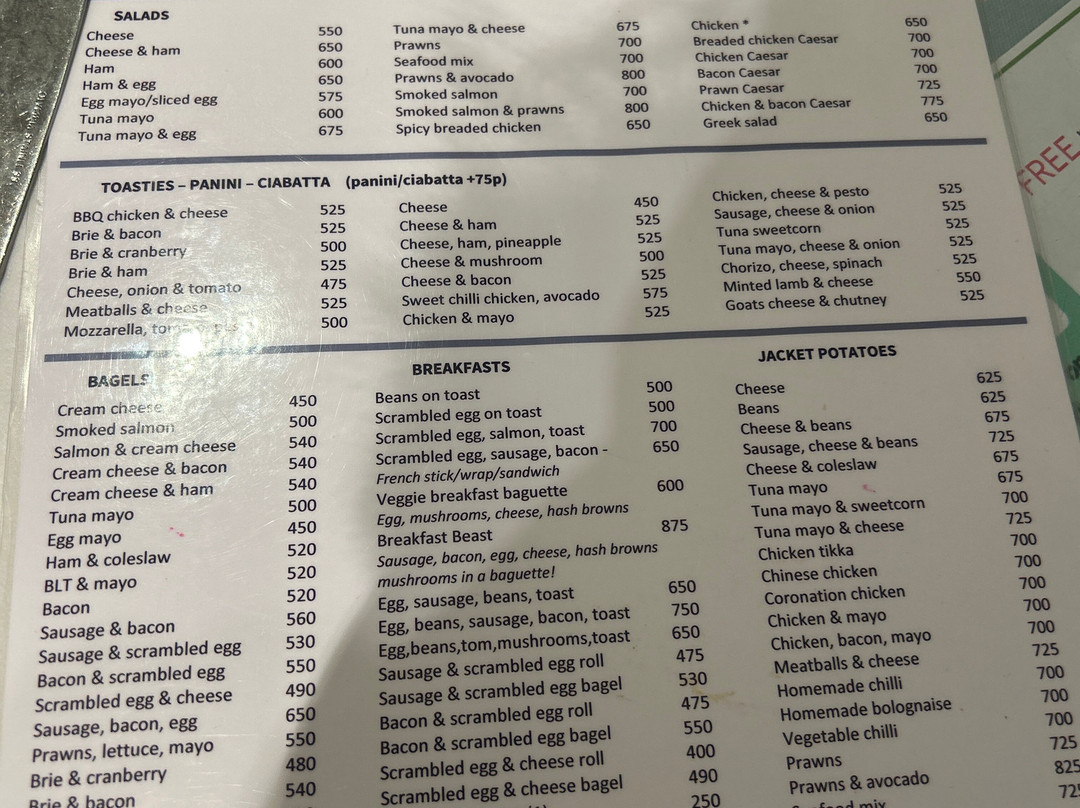 SALADS
Cheese 550
Cheese & ham 650
Ham 600
Ham & egg 650
Egg mayo/sliced egg 575
Tuna mayo 600
Tuna mayo & egg 675
Tuna mayo & cheese 675
Prawns 700
Seafood mix 700
Prawns & avocado 800
Smoked salmon 700
Smoked salmon & prawns 800
Spicy breaded chicken 650
Chicken * 650
Breaded chicken Caesar 700
Chicken Caesar 700
Bacon Caesar 700
Prawn Caesar 725
Chicken & bacon Caesar 775
Greek salad 650
TOASTIES – PANINI – CIABATTA (panini/ciabatta +75p)
BBQ chicken & cheese 525
Brie & bacon 525
Brie & cranberry 500
Brie & ham 525
Cheese, onion & tomato 475
Meatballs & cheese 525
Mozzarella, 500
Cheese 450
Cheese & ham 525
Cheese, ham, pineapple 525
Cheese & mushroom 500
Cheese & bacon 525
Sweet chilli chicken, avocado 575
Chicken & mayo 525
Chicken, cheese & pesto 525
Sausage, cheese & onion 525
Tuna sweetcorn 525
Tuna mayo, cheese & onion 525
Chorizo, cheese, spinach 525
Minted lamb & cheese 550
Goats cheese & chutney 525
BAGELS
Cream cheese 450
Smoked salmon 500
Salmon & cream cheese 540
Cream cheese & bacon 540
Cream cheese & ham 540
Tuna mayo 500
Egg mayo 450
Ham & coleslaw 520
BLT & mayo 520
Bacon 520
Sausage & bacon 560
Sausage & scrambled egg 530
Bacon & scrambled egg 550
Scrambled egg & cheese 490
Sausage, bacon, egg 650
Prawns, lettuce, mayo 550
Brie & cranberry 480
Brie & bacon 540
BREAKFASTS
Beans on toast 500
Scrambled egg on toast 500
Scrambled egg, salmon, toast 700
Scrambled egg, sausage, bacon - 650
French stick/wrap/sandwich
Veggie breakfast baguette 600
Egg, mushrooms, cheese, hash browns
Breakfast Beast 875
Sausage, bacon, egg, cheese, hash browns
mushrooms in a baguette!
Egg, sausage, beans, toast 650
Egg, beans, sausage, bacon, toast 750
Egg,beans,tom,mushrooms,toast 650
Sausage & scrambled egg roll 475
Sausage & scrambled egg bagel 530
Bacon & scrambled egg roll 475
Bacon & scrambled egg bagel 550
Scrambled egg & cheese roll 400
Scrambled egg & cheese bagel 490
250
JACKET POTATOES
Cheese 625
Beans 625
Cheese & beans 675
Sausage, cheese & beans 725
Cheese & coleslaw 675
Tuna mayo 675
Tuna mayo & sweetcorn 700
Tuna mayo & cheese 725
Chicken tikka 700
Chinese chicken 700
Coronation chicken 700
Chicken & mayo 700
Chicken, bacon, mayo 700
Meatballs & cheese 725
Homemade chilli 700
Homemade bolognaise 700
Vegetable chilli 700
Prawns 725
Prawns & avocado 825
mix
FREE